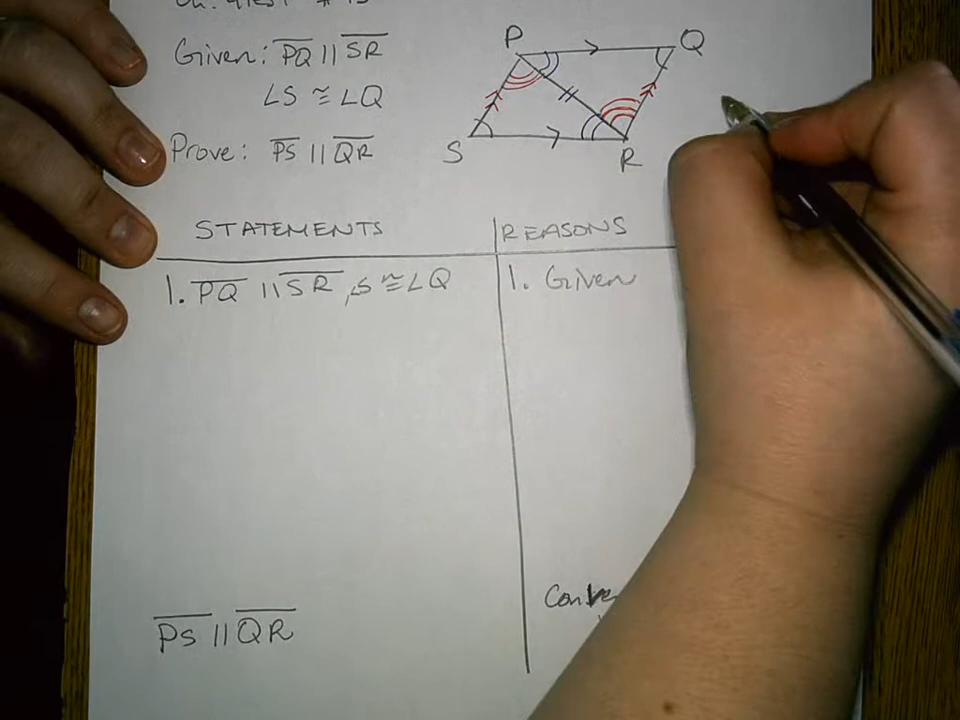 Given: PQ || SR
∠S ≅ ∠Q
Prove: PS || QR
P
Q
S
R
STATEMENTS
REASONS
1. PQ || SR, ∠S ≅ ∠Q
1. Given
PS || QR